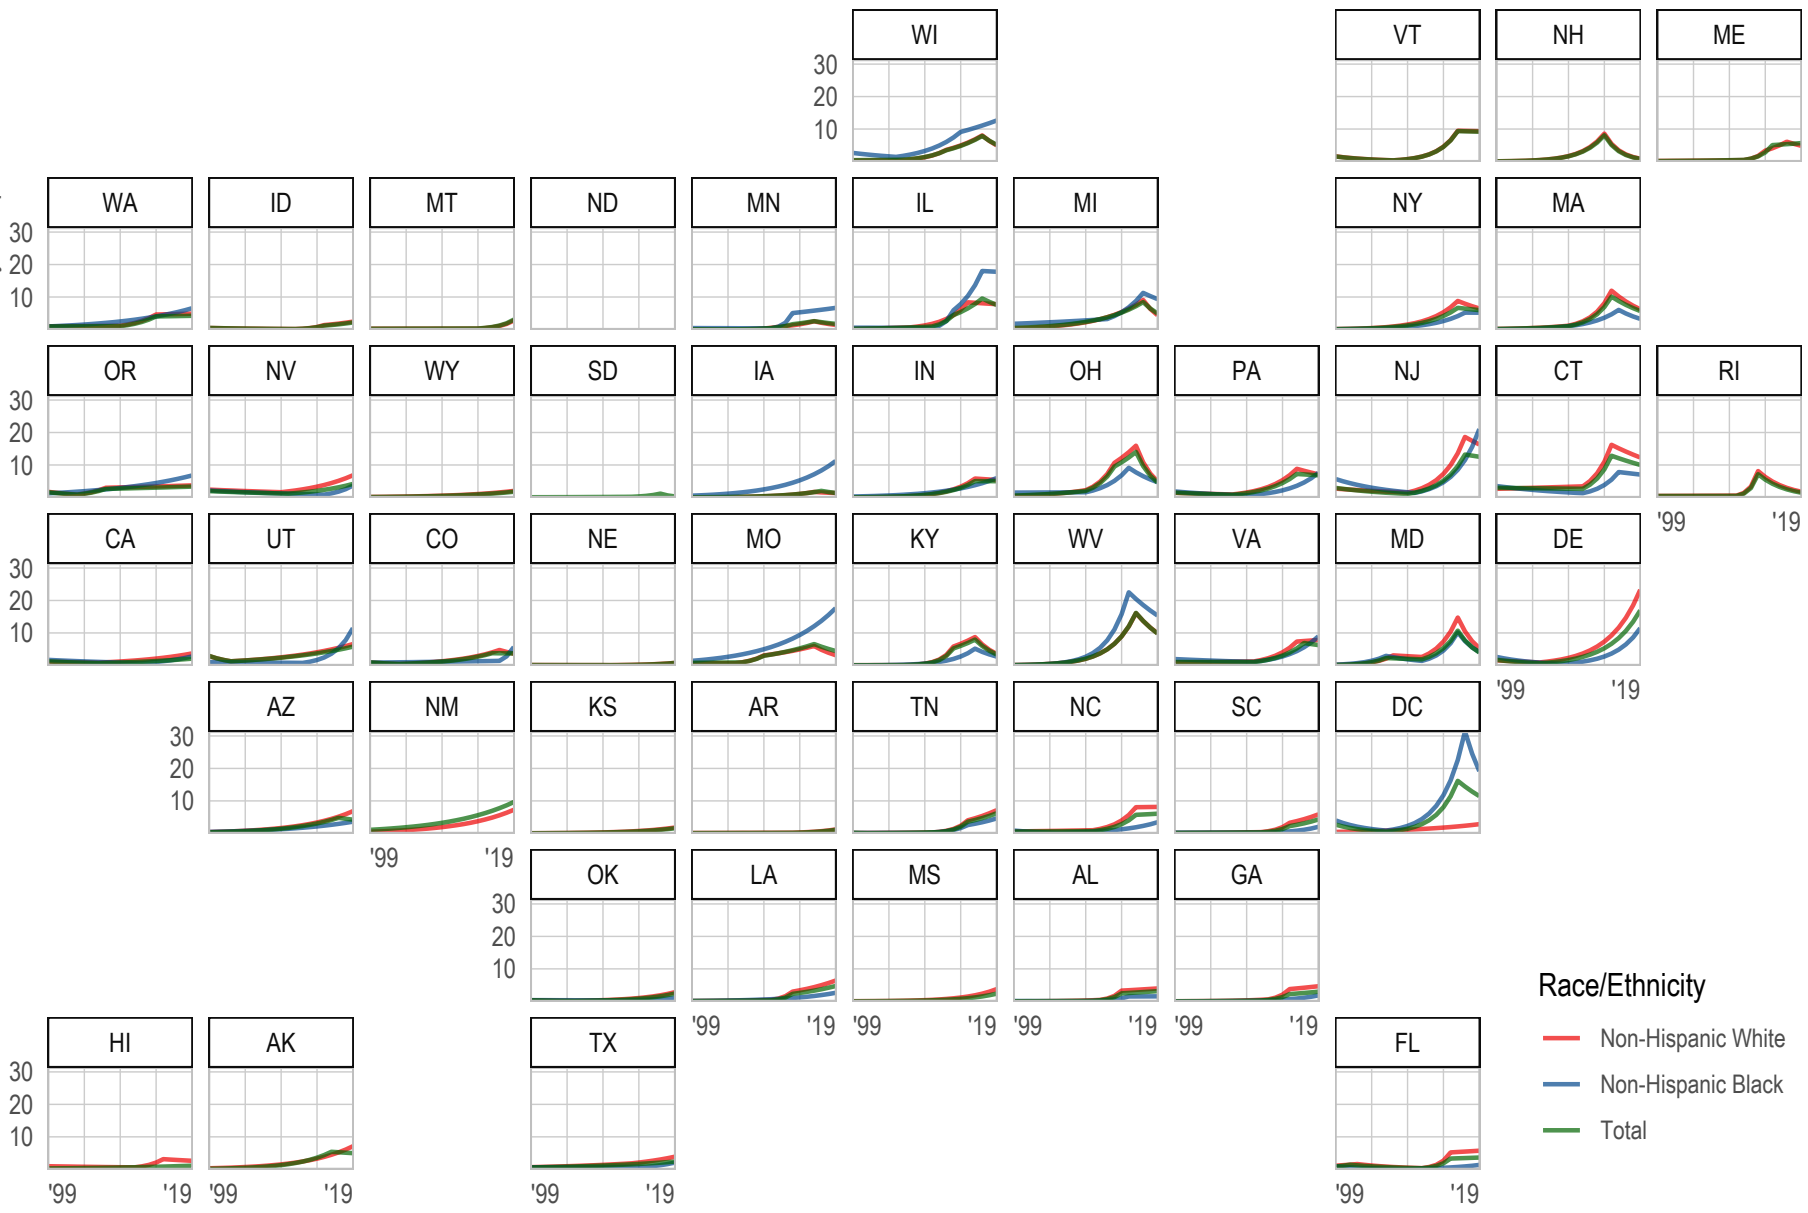 WI VT NH ME
30
20
10
WA ID MT ND MN IL MI NY MA
30
20
10
OR NV WY SD IA IN OH PA NJ CT RI
30
20
10
'99 '19
CA UT CO NE MO KY WV VA MD DE
30
20
10
'99 '19
AZ NM KS AR TN NC SC DC
30
20
10
'99 '19
OK LA MS AL GA
30
20
10
'99 '19 '99 '19 '99 '19 '99 '19
HI AK TX FL
30
20
10
'99 '19 '99 '19 '99 '19 '99 '19
Race/Ethnicity
Non-Hispanic White
Non-Hispanic Black
Total